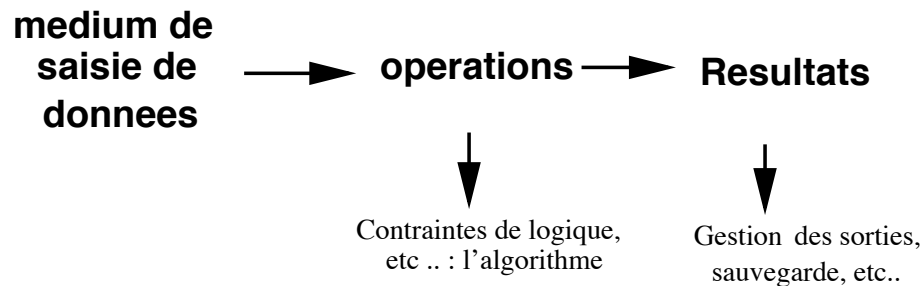 medium de
saisie de
donnees
operations
Resultats
Contraintes de logique,
etc .. : l'algorithme
Gestion des sorties,
sauvegarde, etc..